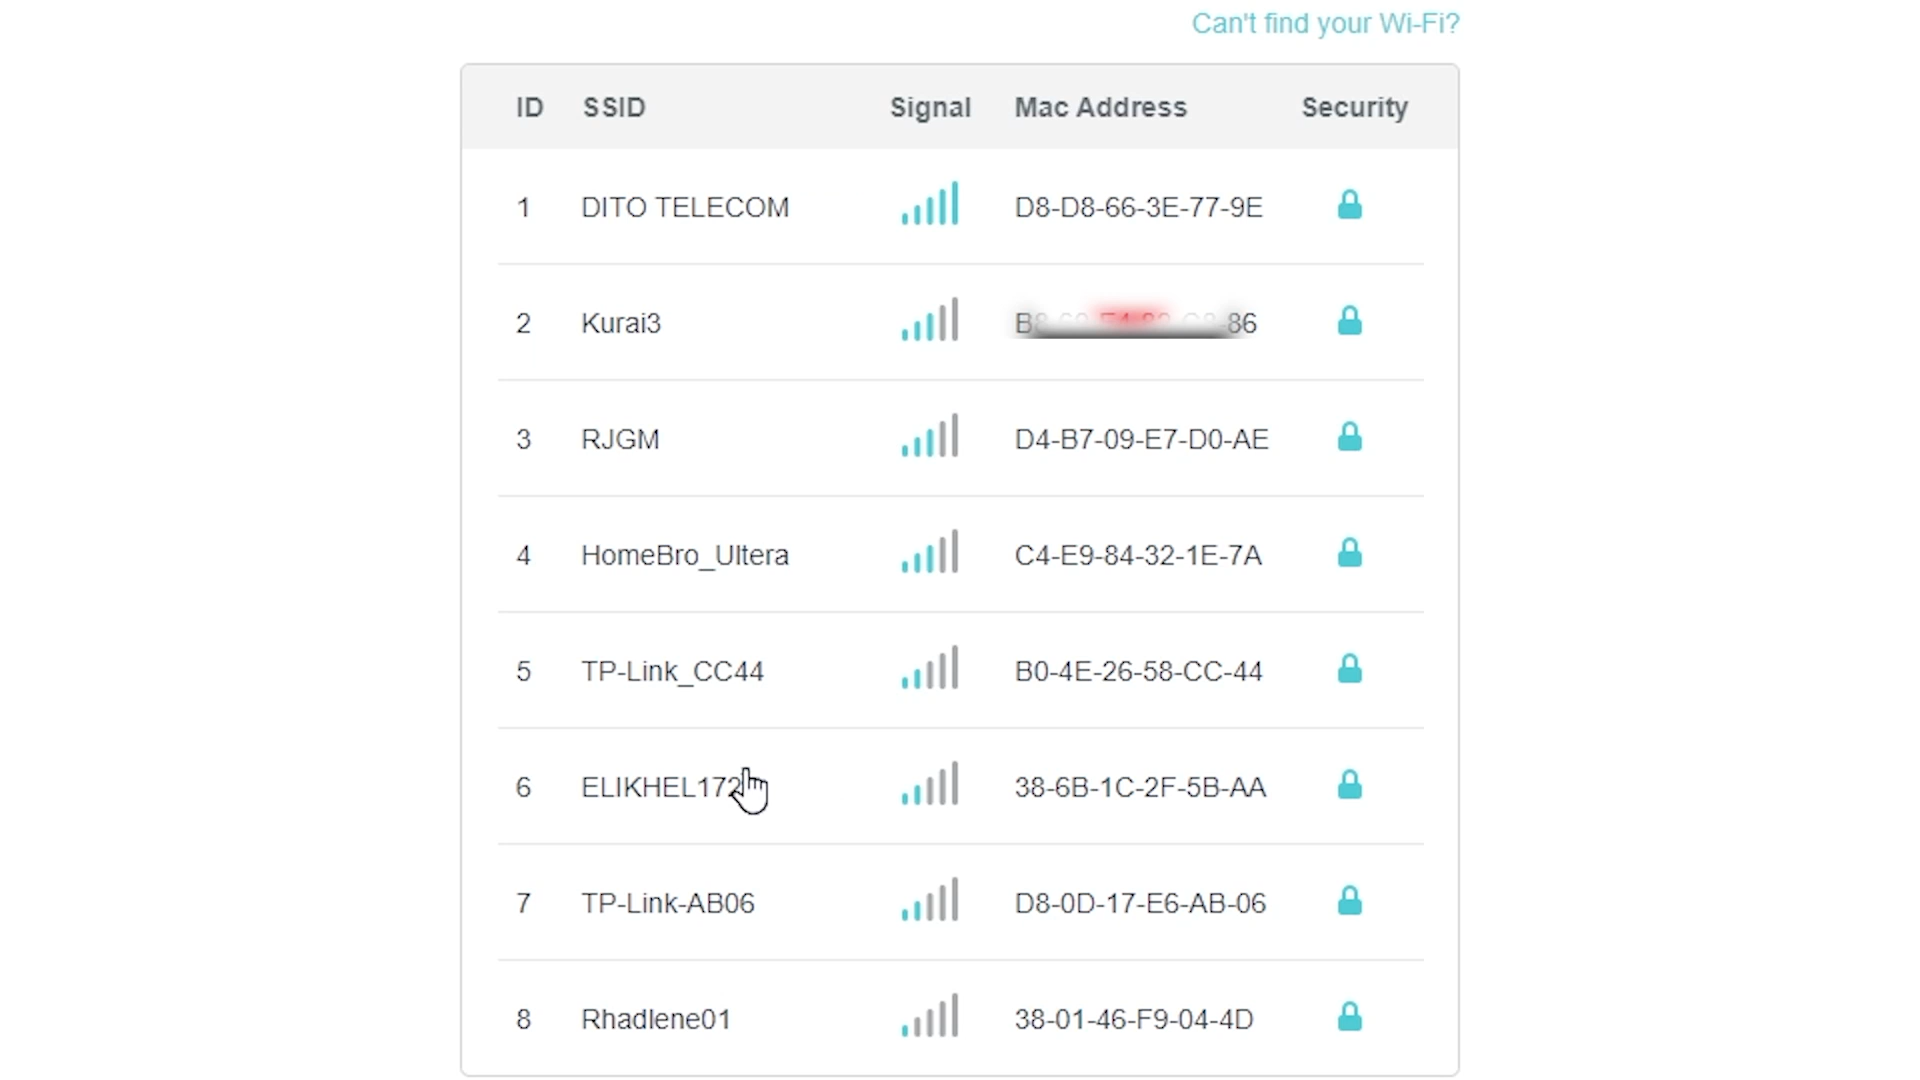 Can't find your Wi-Fi?
ID SSID Signal Mac Address Security
1 DITO TELECOM D8-D8-66-3E-77-9E
2 Kurai3
3 RJGM D4-B7-09-E7-D0-AE
4 HomeBro_Ultera C4-E9-84-32-1E-7A
5 TP-Link_CC44 B0-4E-26-58-CC-44
6 ELIKHEL172 38-6B-1C-2F-5B-AA
7 TP-Link-AB06 D8-0D-17-E6-AB-06
8 Rhadlene01 38-01-46-F9-04-4D